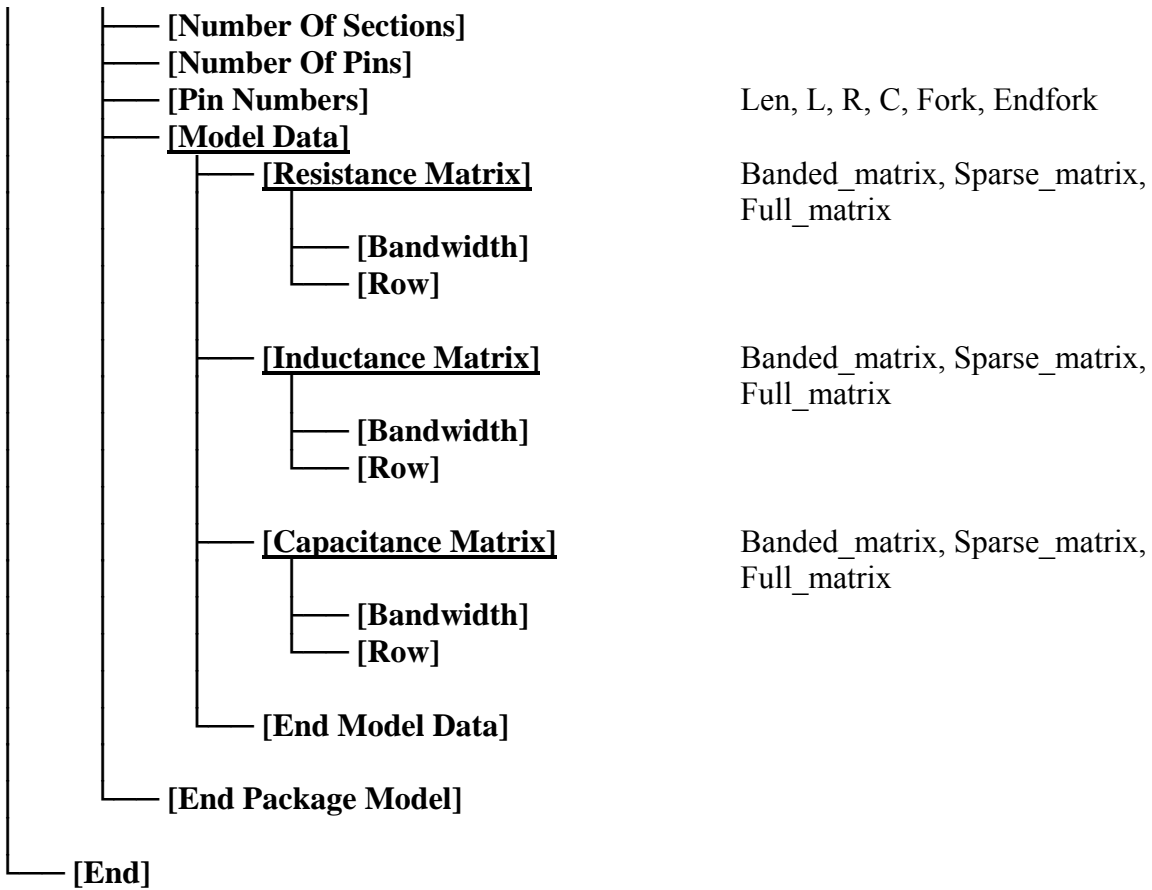 [Number Of Sections]
[Number Of Pins]
[Pin Numbers] Len, L, R, C, Fork, Endfork
[Model Data]
[Resistance Matrix] Banded_matrix, Sparse_matrix,
Full_matrix
[Bandwidth]
[Row]
[Inductance Matrix] Banded_matrix, Sparse_matrix,
Full_matrix
[Bandwidth]
[Row]
[Capacitance Matrix] Banded_matrix, Sparse_matrix,
Full_matrix
[Bandwidth]
[Row]
[End Model Data]
[End Package Model]
[End]